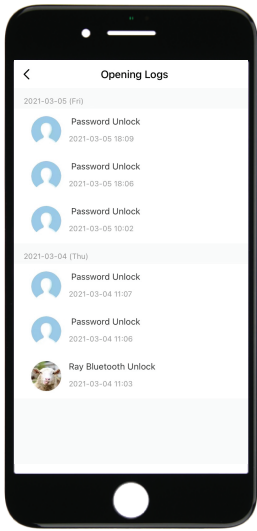 Opening Logs
2021-03-05 (Fri)
Password Unlock
2021-03-05 18:09
Password Unlock
2021-03-05 18:06
Password Unlock
2021-03-05 10:02
2021-03-04 (Thu)
Password Unlock
2021-03-04 11:07
Password Unlock
2021-03-04 11:06
Ray Bluetooth Unlock
2021-03-04 11:03